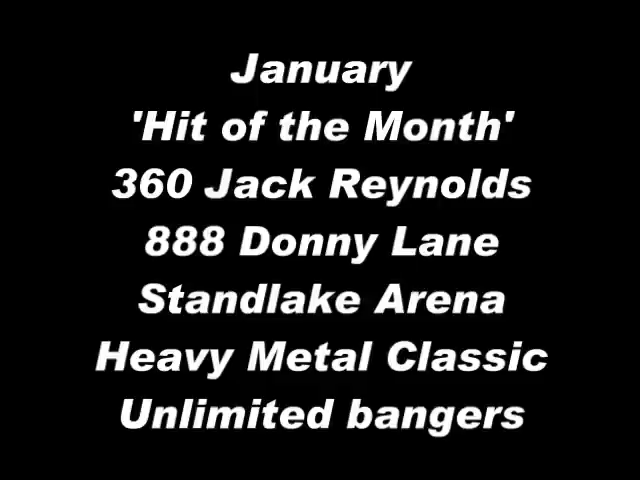 January
'Hit of the Month'
360 Jack Reynolds
888 Donny Lane
Standlake Arena
Heavy Metal Classic
Unlimited bangers